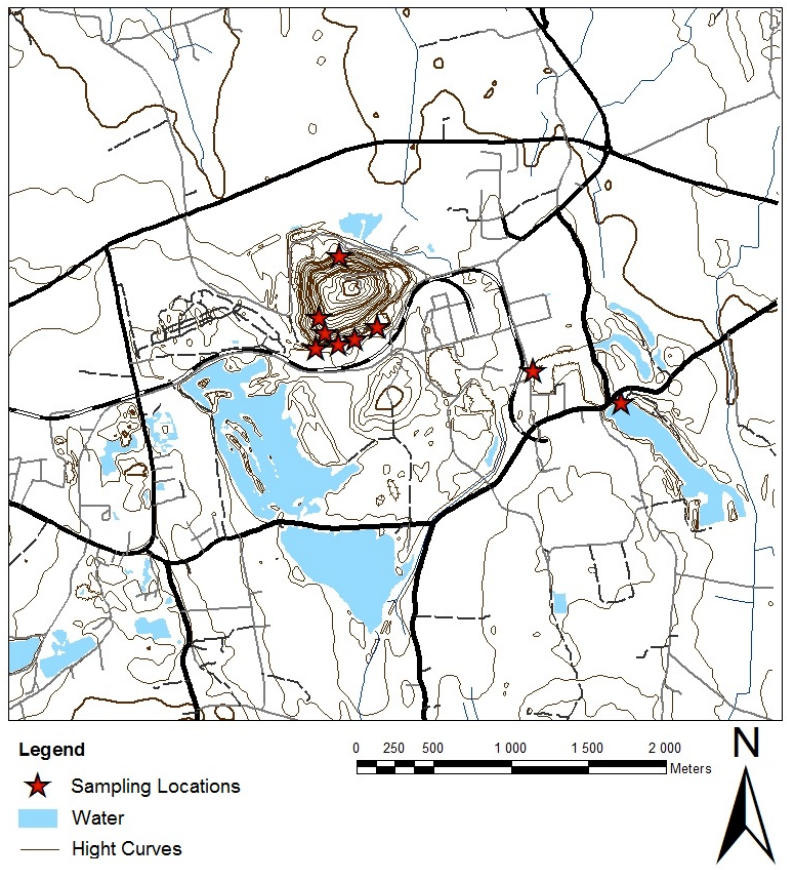 Legend
Sampling Locations
Water
Hight Curves
0 250 500 1 000 1 500 2 000
Meters
N